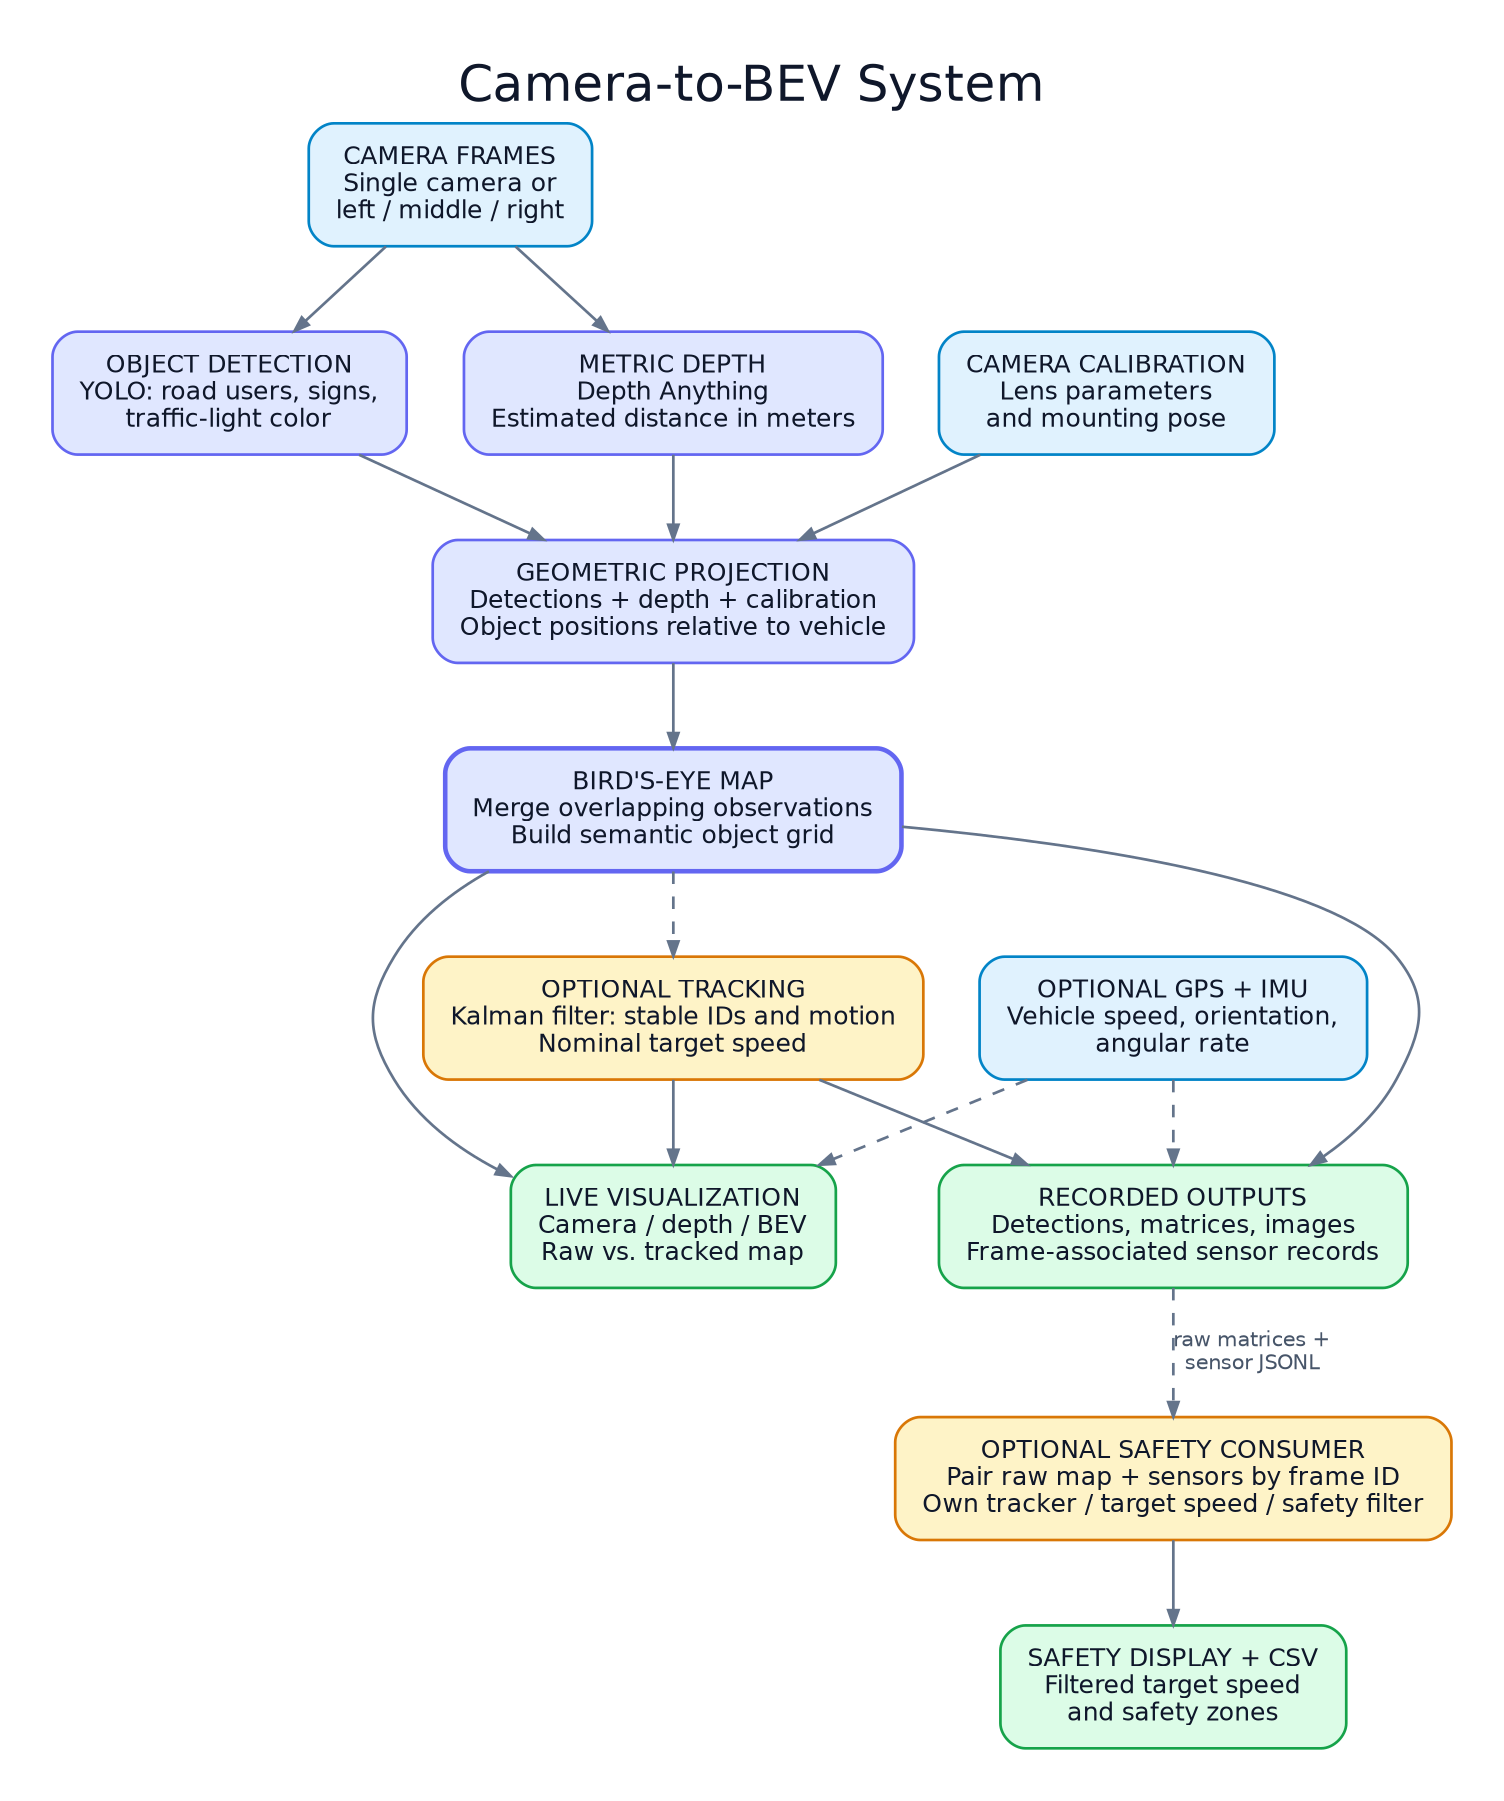 Camera-to-BEV System
CAMERA FRAMES
Single camera or
left / middle / right
OBJECT DETECTION
YOLO: road users, signs,
traffic-light color
METRIC DEPTH
Depth Anything
Estimated distance in meters
CAMERA CALIBRATION
Lens parameters
and mounting pose
GEOMETRIC PROJECTION
Detections + depth + calibration
Object positions relative to vehicle
BIRD'S-EYE MAP
Merge overlapping observations
Build semantic object grid
OPTIONAL TRACKING
Kalman filter: stable IDs and motion
Nominal target speed
OPTIONAL GPS + IMU
Vehicle speed, orientation,
angular rate
LIVE VISUALIZATION
Camera / depth / BEV
Raw vs. tracked map
RECORDED OUTPUTS
Detections, matrices, images
Frame-associated sensor records
raw matrices +
sensor JSONL
OPTIONAL SAFETY CONSUMER
Pair raw map + sensors by frame ID
Own tracker / target speed / safety filter
SAFETY DISPLAY + CSV
Filtered target speed
and safety zones